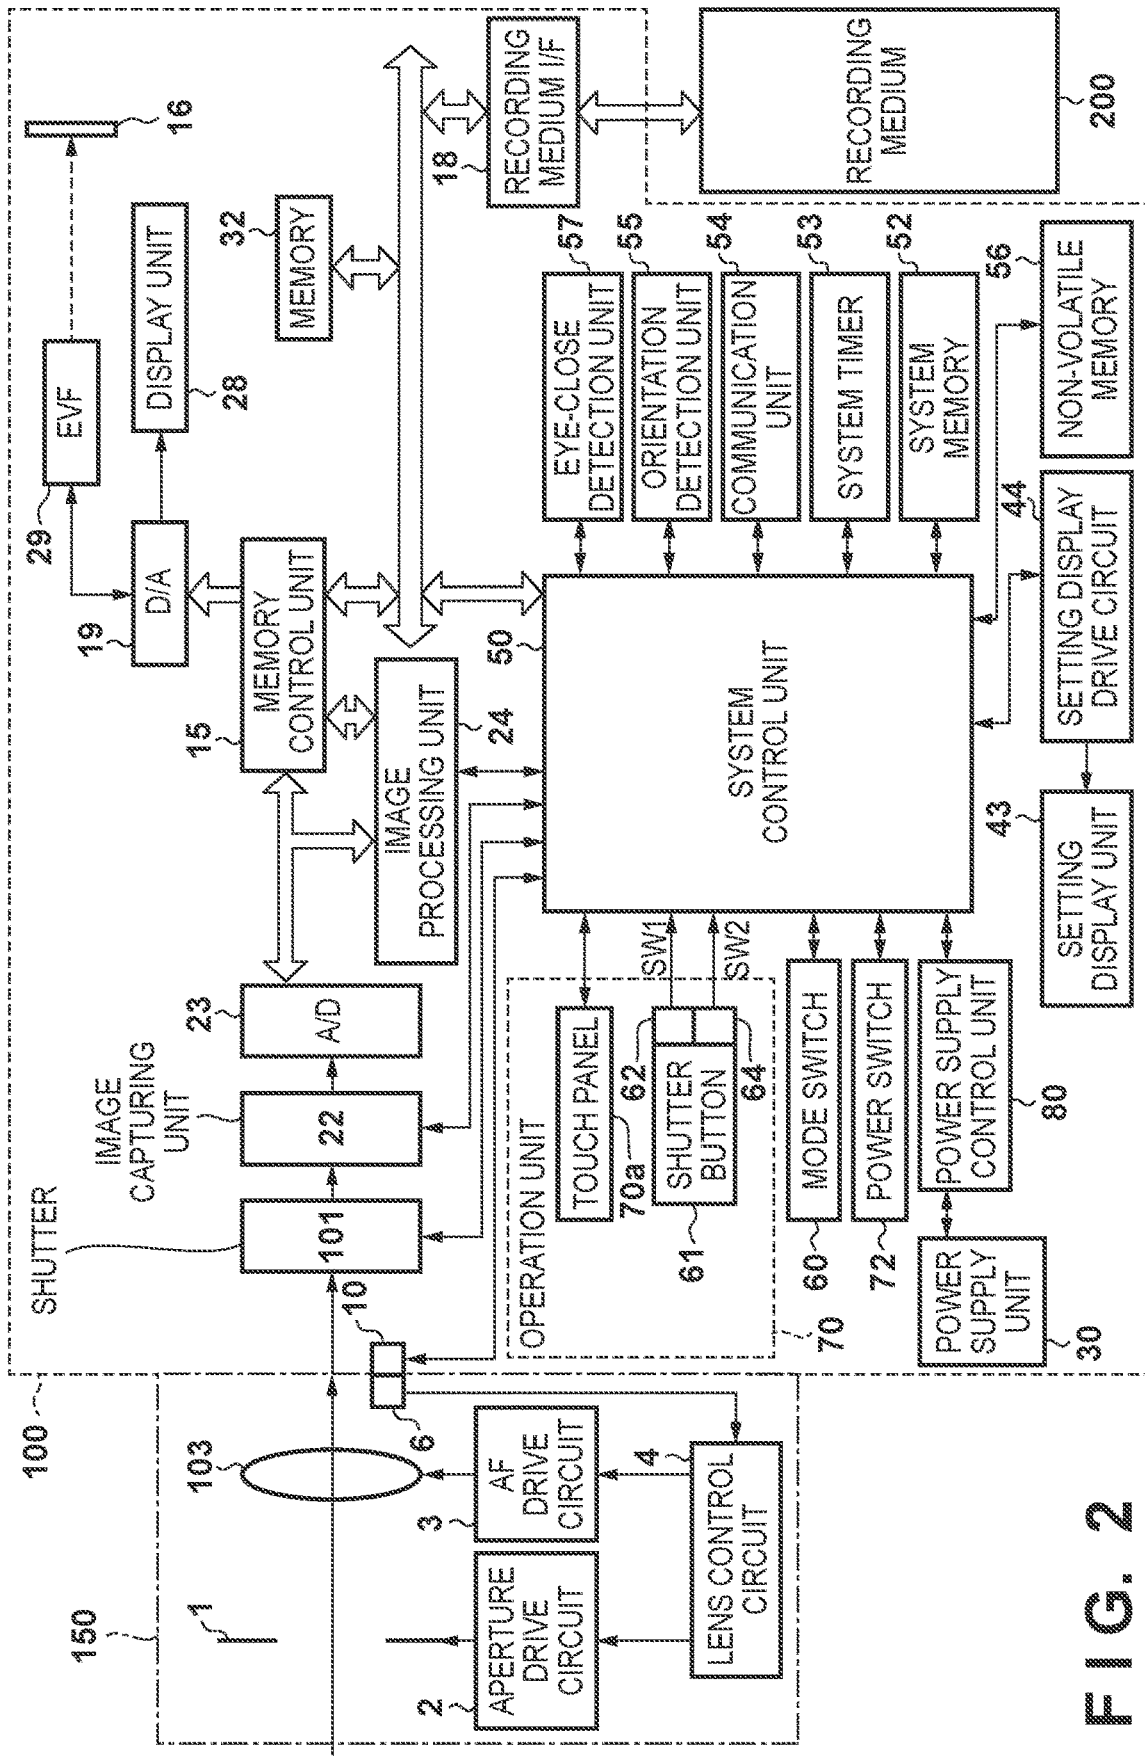 150
1
103
100
SHUTTER
101
IMAGE
CAPTURING
UNIT
22
23
A/D
15
MEMORY
CONTROL UNIT
19
D/A
29
EVF
28
DISPLAY UNIT
16
32
MEMORY
18
RECORDING
MEDIUM I/F
RECORDING
MEDIUM
200
IMAGE
PROCESSING UNIT
24
2
APERTURE
DRIVE
CIRCUIT
3
AF
DRIVE
CIRCUIT
4
LENS CONTROL
CIRCUIT
6
10
OPERATION UNIT
TOUCH PANEL
70a
62
SHUTTER
BUTTON
64
61
70
SW1
SW2
50
SYSTEM
CONTROL UNIT
EYE-CLOSE
DETECTION UNIT
57
ORIENTATION
DETECTION UNIT
55
COMMUNICATION
UNIT
54
SYSTEM TIMER
53
SYSTEM
MEMORY
52
MODE SWITCH
60
POWER SWITCH
72
POWER SUPPLY
CONTROL UNIT
80
POWER
SUPPLY
UNIT
30
43
SETTING
DISPLAY UNIT
44
SETTING DISPLAY
DRIVE CIRCUIT
56
NON-VOLATILE
MEMORY
FIG. 2